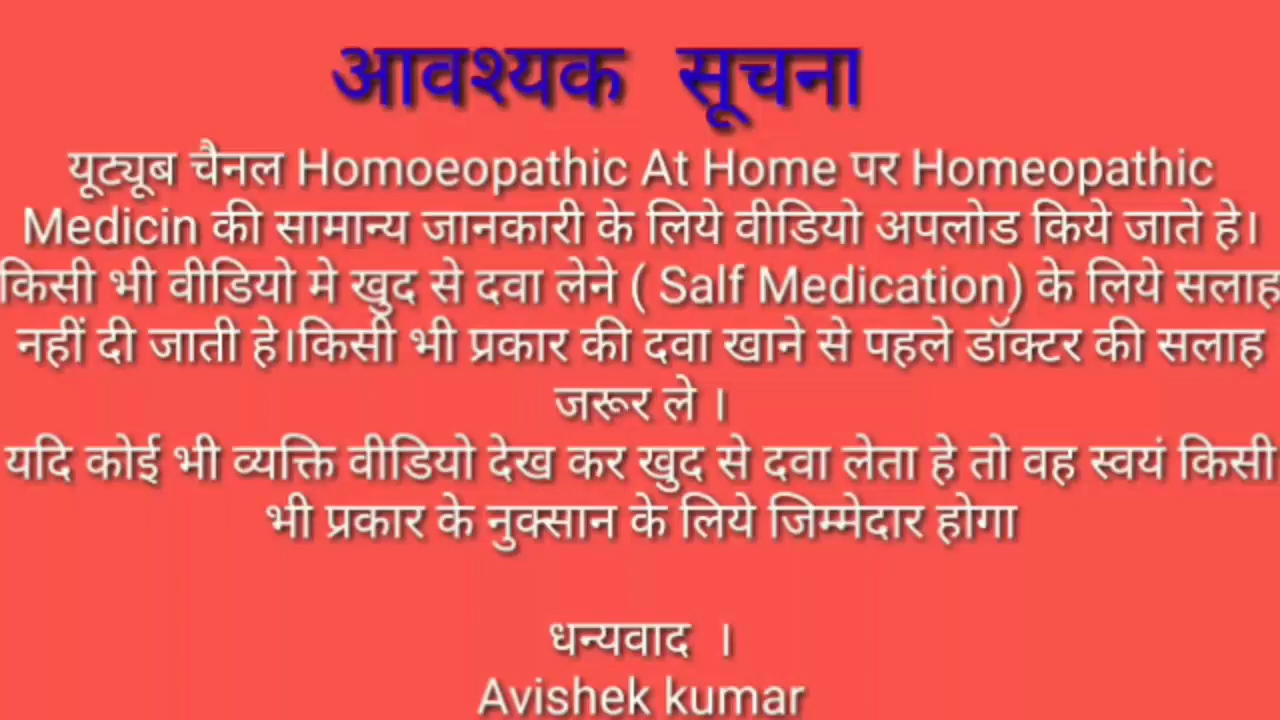 आवश्यक सूचना
यूट्यूब चैनल Homoeopathic At Home पर Homeopathic
Medicin की सामान्य जानकारी के लिये वीडियो अपलोड किये जाते हे।
किसी भी वीडियो मे खुद से दवा लेने ( Salf Medication) के लिये सलाह
नहीं दी जाती हे।किसी भी प्रकार की दवा खाने से पहले डॉक्टर की सलाह
जरूर ले ।
यदि कोई भी व्यक्ति वीडियो देख कर खुद से दवा लेता हे तो वह स्वयं किसी
भी प्रकार के नुक्सान के लिये जिम्मेदार होगा
धन्यवाद ।
Avishek kumar